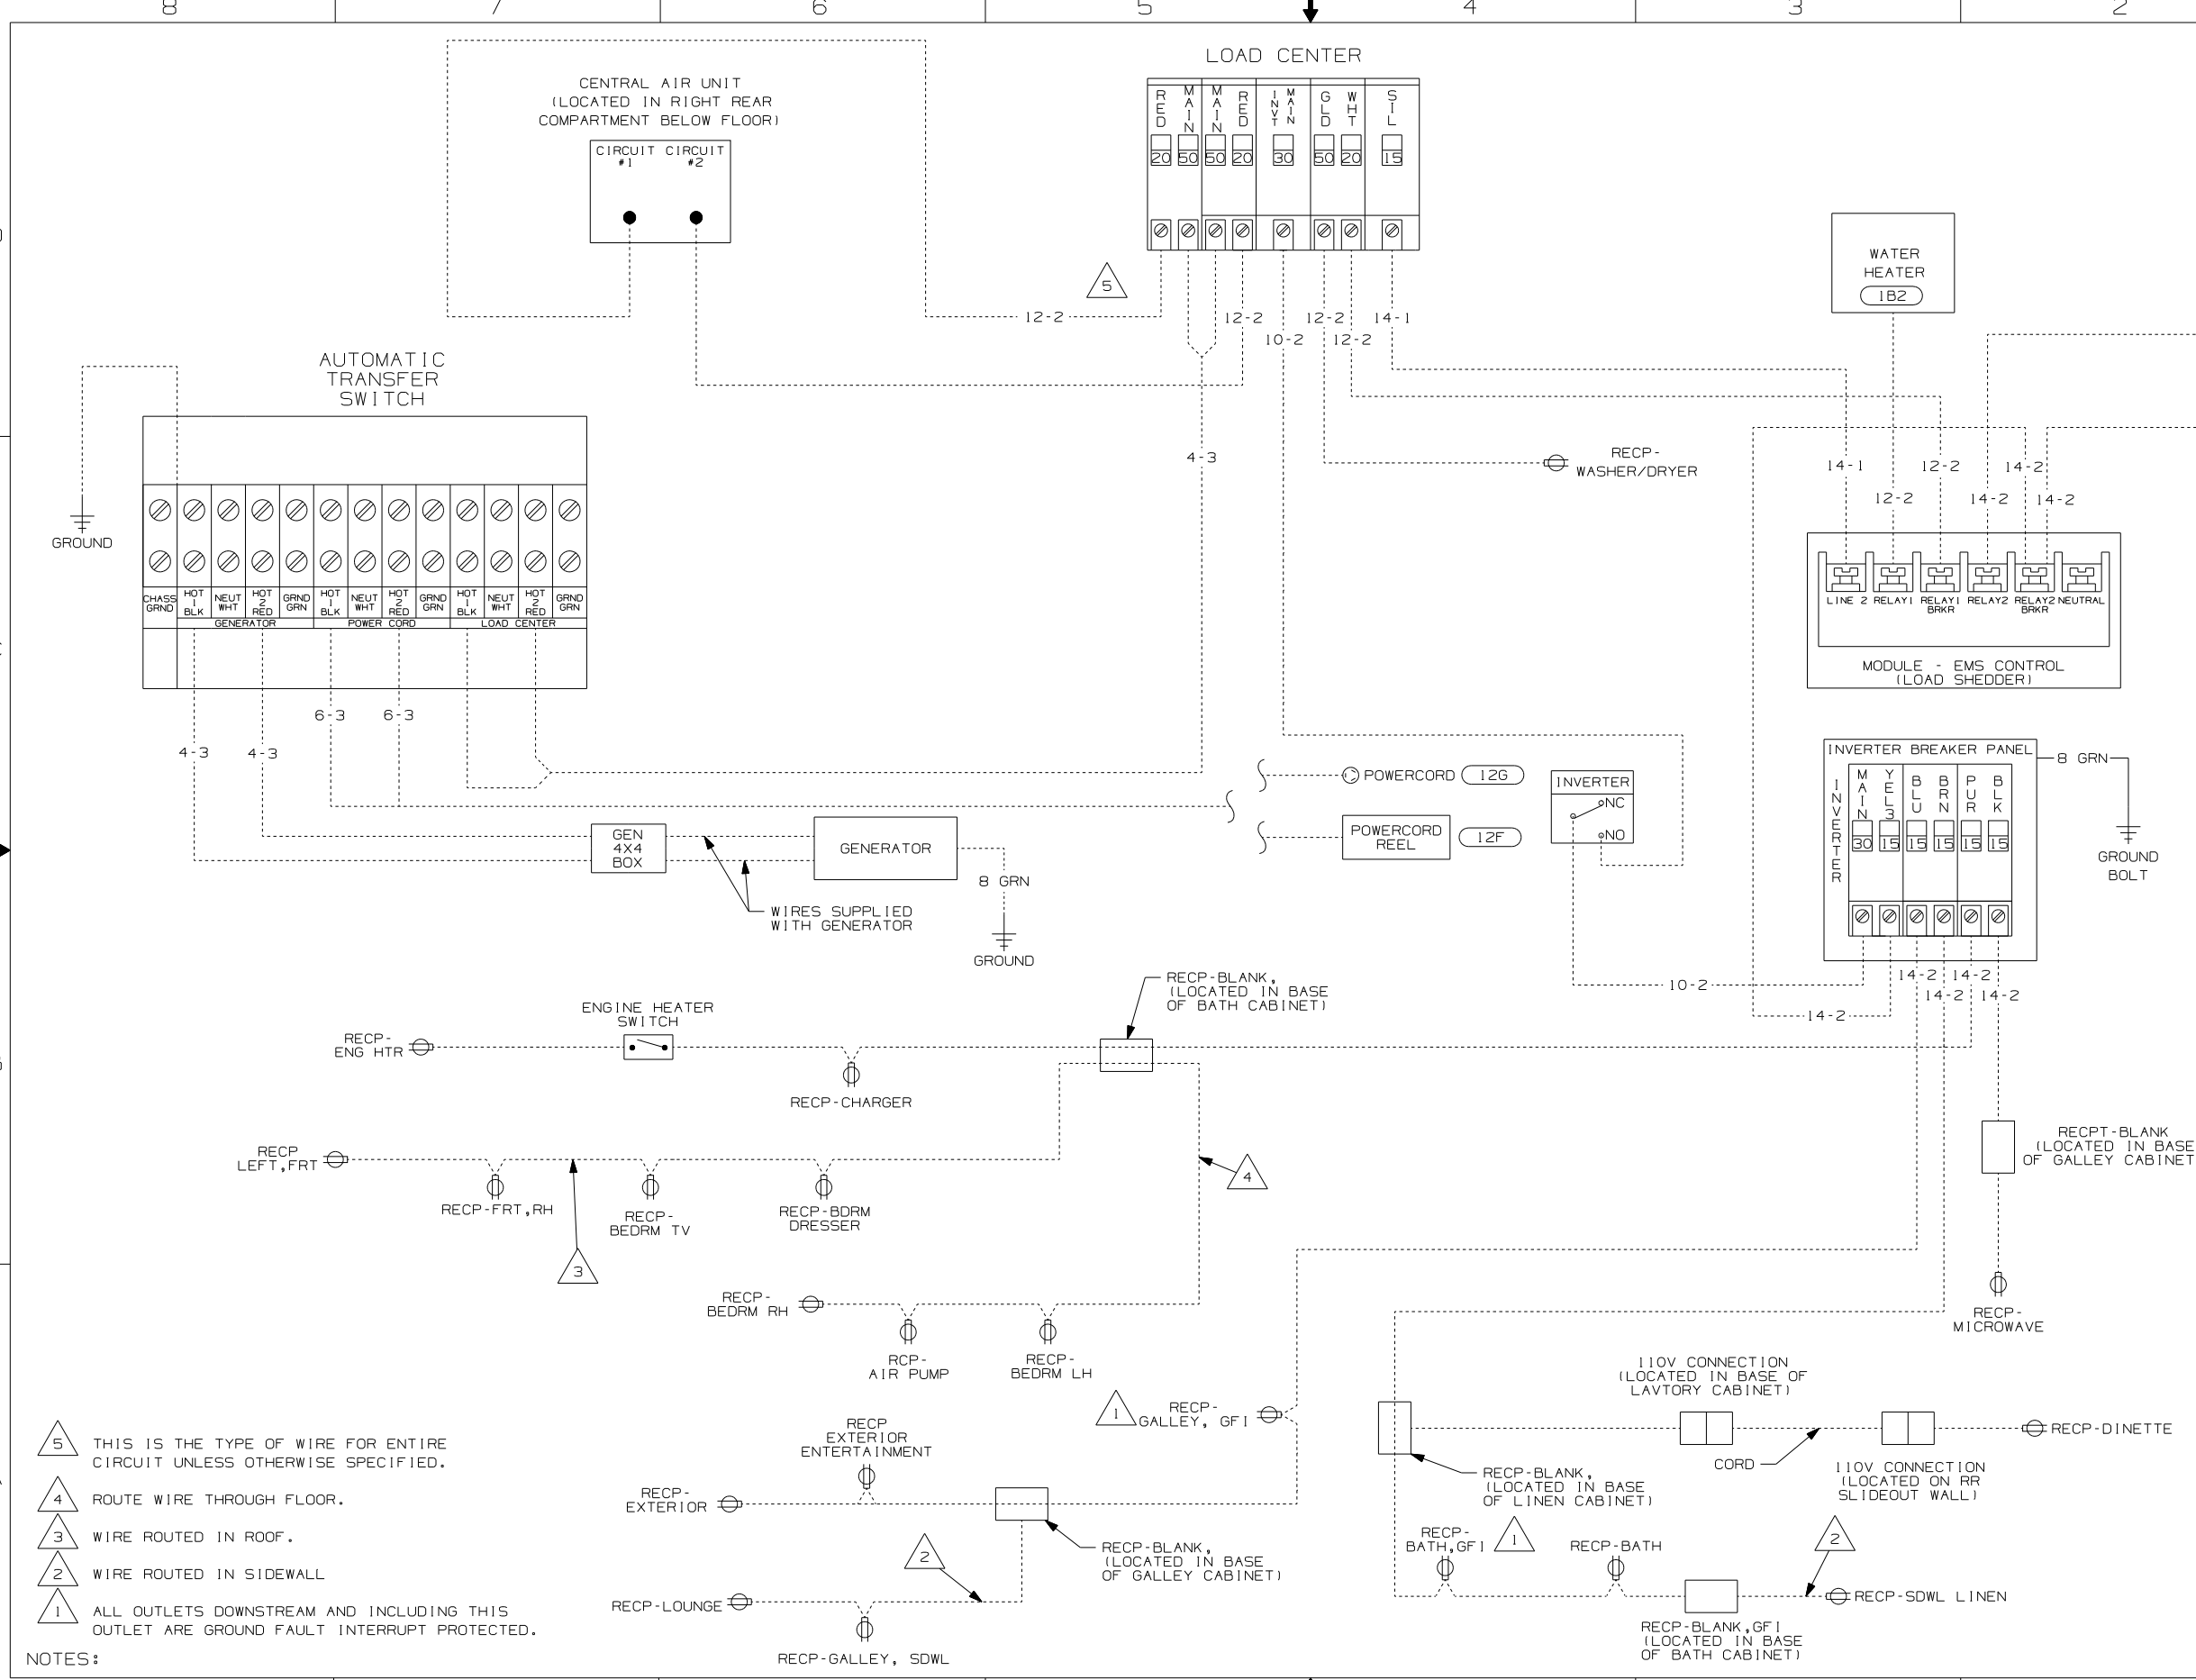 8 7 6 5 4 3 2
LOAD CENTER
RED MAIN MAIN RED INVT MAIN GLD WHT SIL
20 50 50 20 30 50 20 15
CENTRAL AIR UNIT
(LOCATED IN RIGHT REAR
COMPARTMENT BELOW FLOOR)
CIRCUIT CIRCUIT
#1 #2
5
12-2 12-2 12-2 14-1
10-2 12-2
WATER
HEATER
1B2
AUTOMATIC
TRANSFER
SWITCH
GROUND
CHASS
GRND
HOT
1
BLK
NEUT
WHT
HOT
2
RED
GRND
GRN
HOT
1
BLK
NEUT
WHT
HOT
2
RED
GRND
GRN
HOT
1
BLK
NEUT
WHT
HOT
2
RED
GRND
GRN
GENERATOR POWER CORD LOAD CENTER
4-3
RECP-
WASHER/DRYER
14-1 12-2 14-2
12-2 14-2 14-2
LINE 2 RELAY1 RELAY1 RELAY2 RELAY2 NEUTRAL
BRKR BRKR
MODULE - EMS CONTROL
(LOAD SHEDDER)
6-3 6-3
4-3 4-3
POWERCORD 12G
POWERCORD
REEL
12F
INVERTER
NC
NO
INVERTER BREAKER PANEL
INVERTER
MAIN YEL3 BLU BRN PUR BLK
30 15 15 15 15 15
8 GRN
GROUND
BOLT
GEN
4X4
BOX
GENERATOR
8 GRN
WIRES SUPPLIED
WITH GENERATOR
GROUND
10-2
14-2
14-2 14-2
14-2 14-2
RECP-BLANK,
(LOCATED IN BASE
OF BATH CABINET)
ENGINE HEATER
SWITCH
RECP-
ENG HTR
RECP-CHARGER
RECP
LEFT,FRT
RECP-FRT,RH
RECP-
BEDRM TV
RECP-BDRM
DRESSER
4
3
RECPT-BLANK
(LOCATED IN BASE
OF GALLEY CABINET
RECP-
BEDRM RH
RCP-
AIR PUMP
RECP-
BEDRM LH
RECP-
MICROWAVE
1
RECP-
GALLEY, GFI
110V CONNECTION
(LOCATED IN BASE OF
LAVTORY CABINET)
RECP-DINETTE
CORD
110V CONNECTION
(LOCATED ON RR
SLIDEOUT WALL)
RECP-BLANK,
(LOCATED IN BASE
OF LINEN CABINET)
RECP
EXTERIOR
ENTERTAINMENT
RECP-
EXTERIOR
RECP-BLANK,
(LOCATED IN BASE
OF GALLEY CABINET)
2
RECP-LOUNGE
RECP-GALLEY, SDWL
RECP-
BATH,GFI
1
RECP-BATH
2
RECP-SDWL LINEN
RECP-BLANK,GFI
(LOCATED IN BASE
OF BATH CABINET)
5 THIS IS THE TYPE OF WIRE FOR ENTIRE
CIRCUIT UNLESS OTHERWISE SPECIFIED.
4 ROUTE WIRE THROUGH FLOOR.
3 WIRE ROUTED IN ROOF.
2 WIRE ROUTED IN SIDEWALL
1 ALL OUTLETS DOWNSTREAM AND INCLUDING THIS
OUTLET ARE GROUND FAULT INTERRUPT PROTECTED.
NOTES: